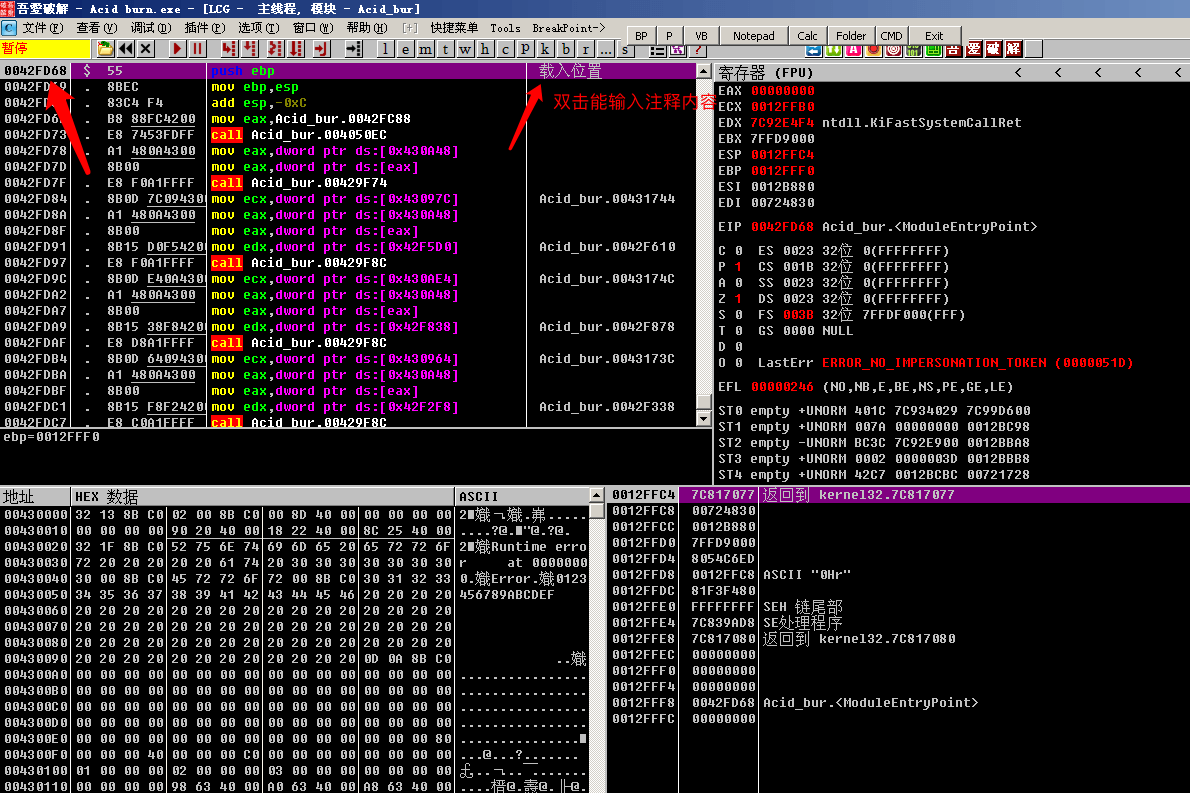 吾爱破解 - Acid burn.exe - [LCG - 主线程, 模块 - Acid_bur]
文件(F) 查看(V) 调试(D) 插件(P) 选项(T) 窗口(W) 帮助(H) [+] 快捷菜单 Tools BreakPoint->
BP P VB Notepad Calc Folder CMD Exit
暂停
l e m t w h c p k b r ... s
0042FD68 $ 55 push ebp 载入位置
8BEC mov ebp,esp
83C4 F4 add esp,-0xC
双击能输入注释内容
B8 88FC4200 mov eax,Acid_bur.0042FC88
0042FD73 . E8 7453FDFF call Acid_bur.004050EC
0042FD78 . A1 480A4300 mov eax,dword ptr ds:[0x430A48]
0042FD7D . 8B00 mov eax,dword ptr ds:[eax]
0042FD7F . E8 F0A1FFFF call Acid_bur.00429F74
0042FD84 . 8B0D 7C094300 mov ecx,dword ptr ds:[0x43097C] Acid_bur.00431744
0042FD8A . A1 480A4300 mov eax,dword ptr ds:[0x430A48]
0042FD8F . 8B00 mov eax,dword ptr ds:[eax]
0042FD91 . 8B15 D0F54200 mov edx,dword ptr ds:[0x42F5D0] Acid_bur.0042F610
0042FD97 . E8 F0A1FFFF call Acid_bur.00429F8C
0042FD9C . 8B0D E40A4300 mov ecx,dword ptr ds:[0x430AE4] Acid_bur.0043174C
0042FDA2 . A1 480A4300 mov eax,dword ptr ds:[0x430A48]
0042FDA7 . 8B00 mov eax,dword ptr ds:[eax]
0042FDA9 . 8B15 38F84200 mov edx,dword ptr ds:[0x42F838] Acid_bur.0042F878
0042FDAF . E8 D8A1FFFF call Acid_bur.00429F8C
0042FDB4 . 8B0D 64094300 mov ecx,dword ptr ds:[0x430964] Acid_bur.0043173C
0042FDBA . A1 480A4300 mov eax,dword ptr ds:[0x430A48]
0042FDBF . 8B00 mov eax,dword ptr ds:[eax]
0042FDC1 . 8B15 F8F24200 mov edx,dword ptr ds:[0x42F2F8] Acid_bur.0042F338
0042FDC7 . E8 C0A1FFFF call Acid_bur.00429F8C
ebp=0012FFF0
寄存器 (FPU) < < < < <
EAX 00000000
ECX 0012FFB0
EDX 7C92E4F4 ntdll.KiFastSystemCallRet
EBX 7FFD9000
ESP 0012FFC4
EBP 0012FFF0
ESI 0012B880
EDI 00724830
EIP 0042FD68 Acid_bur.<ModuleEntryPoint>
C 0 ES 0023 32位 0(FFFFFFFF)
P 1 CS 001B 32位 0(FFFFFFFF)
A 0 SS 0023 32位 0(FFFFFFFF)
Z 1 DS 0023 32位 0(FFFFFFFF)
S 0 FS 003B 32位 7FFDF000(FFF)
T 0 GS 0000 NULL
D 0
O 0 LastErr ERROR_NO_IMPERSONATION_TOKEN (0000051D)
EFL 00000246 (NO,NB,E,BE,NS,PE,GE,LE)
ST0 empty +UNORM 401C 7C934029 7C99D600
ST1 empty +UNORM 007A 00000000 0012BC98
ST2 empty -UNORM BC3C 7C92E900 0012BBA8
ST3 empty +UNORM 0002 0000003D 0012BBB8
ST4 empty +UNORM 42C7 0012BCBC 00721728
地址 HEX 数据 ASCII
00430000 32 13 8B C0 02 00 8B C0 00 8D 40 00 00 00 00 00
00430010 00 00 00 00 90 20 40 00 18 22 40 00 8C 25 40 00
00430020 32 1F 8B C0 52 75 6E 74 69 6D 65 20 65 72 72 6F Runtime erro
00430030 72 20 20 20 20 20 61 74 20 30 30 30 30 30 30 30 r     at 0000000
00430040 30 00 8B C0 45 72 72 6F 72 00 8B C0 30 31 32 33 0.媼Error.媼0123
00430050 34 35 36 37 38 39 41 42 43 44 45 46 20 20 20 20 456789ABCDEF
00430060 20 20 20 20 20 20 20 20 20 20 20 20 20 20 20 20
00430070 20 20 20 20 20 20 20 20 20 20 20 20 20 20 20 20
00430080 20 20 20 20 20 20 20 20 20 20 20 20 20 20 20 20
00430090 20 20 20 20 20 20 20 20 20 20 20 20 0D 0A 8B C0
004300A0 00 00 00 00 00 00 00 00 00 00 00 00 00 00 00 00 ................
004300B0 00 00 00 00 00 00 00 00 00 00 00 00 00 00 00 00 ................
004300C0 00 00 00 00 00 00 00 00 00 00 00 00 00 00 00 00 ................
004300D0 00 00 00 00 00 00 00 00 00 00 00 00 00 00 00 00 ................
004300E0 00 00 00 00 00 00 00 00 00 00 00 00 00 00 00 80
004300F0 00 00 00 40 00 00 00 C0 00 00 00 00 00 00 00 00 ...@...?........
00430100 01 00 00 00 02 00 00 00 03 00 00 00 00 00 00 00
00430110 00 00 00 00 98 63 40 00 A0 63 40 00 A8 63 40 00
0012FFC4 7C817077 返回到 kernel32.7C817077
0012FFC8 00724830
0012FFCC 0012B880
0012FFD0 7FFD9000
0012FFD4 8054C6ED
0012FFD8 0012FFC8 ASCII "0Hr"
0012FFDC 81F3F480
0012FFE0 FFFFFFFF SEH 链尾部
0012FFE4 7C839AD8 SE处理程序
0012FFE8 7C817080 返回到 kernel32.7C817080
0012FFEC 00000000
0012FFF0 00000000
0012FFF4 00000000
0012FFF8 0042FD68 Acid_bur.<ModuleEntryPoint>
0012FFFC 00000000